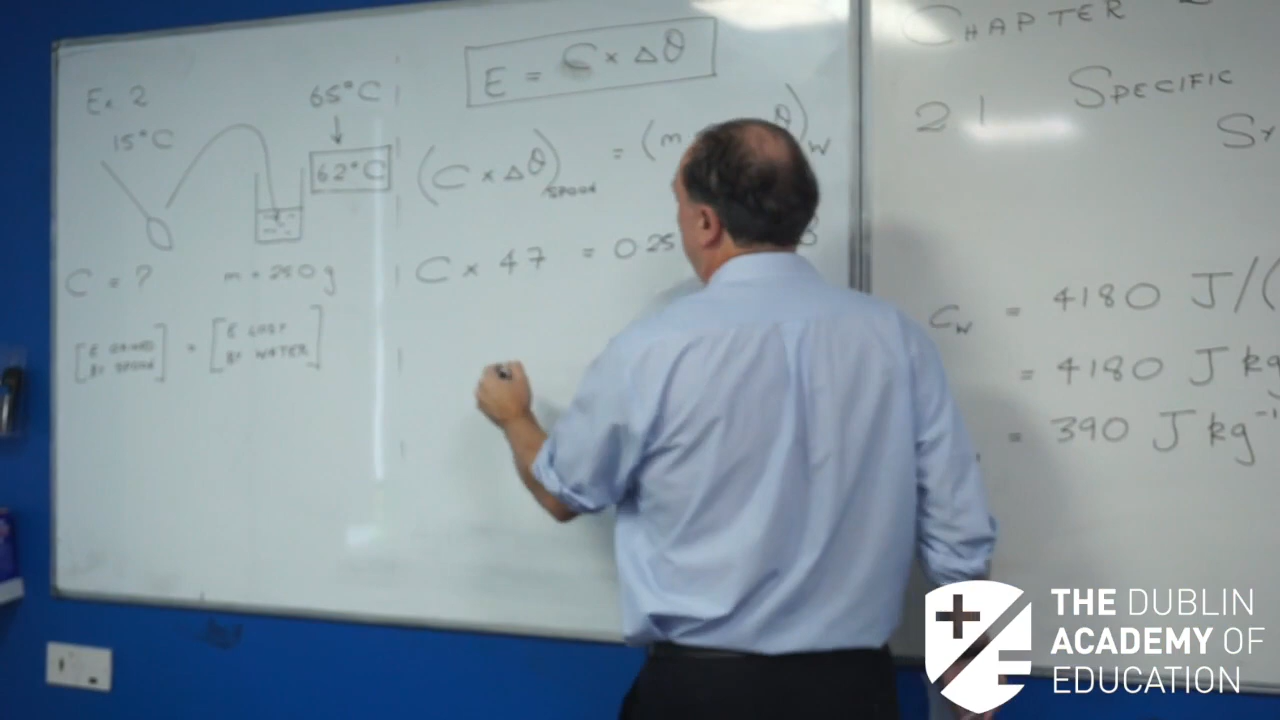 Ex 2
15°C
65°C
62°C
C = ?
m = 250 g
[E GAINED BY SPOON] = [E LOST BY WATER]
E = C × Δθ
(C × Δθ)SPOON = (m θ)W
C × 47 = 0.25
CHAPTER 2
21 SPECIFIC
CW = 4180 J/(
= 4180 J kg
= 390 J kg⁻¹
THE DUBLIN
ACADEMY OF
EDUCATION